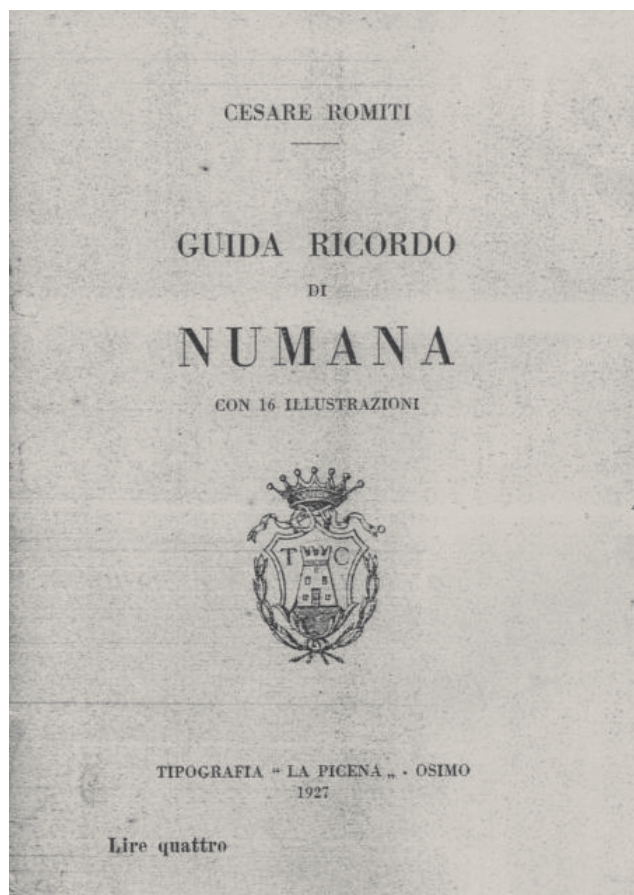 CESARE ROMITI
GUIDA RICORDO
DI
NUMANA
CON 16 ILLUSTRAZIONI
T C
TIPOGRAFIA “ LA PICENA „ - OSIMO
1927
Lire quattro